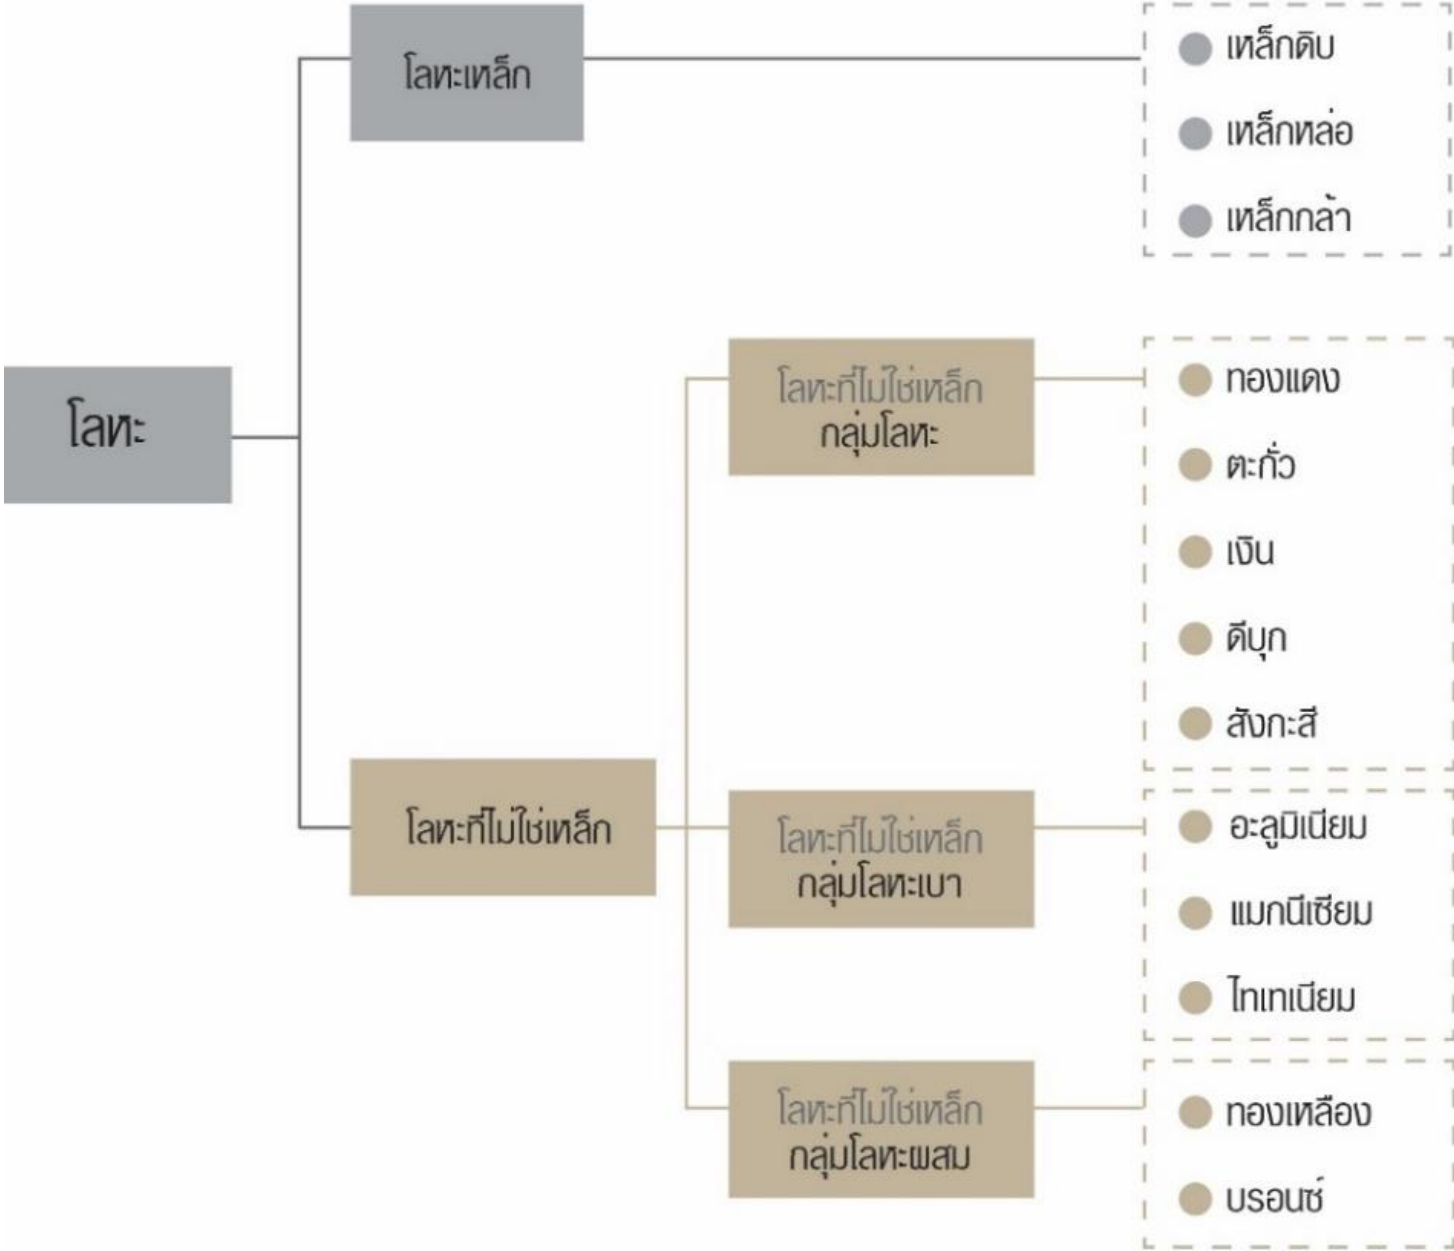 โลหะ
โลหะเหล็ก
เหล็กดิบ
เหล็กหล่อ
เหล็กกล้า
โลหะที่ไม่ใช่เหล็ก
โลหะที่ไม่ใช่เหล็ก
กลุ่มโลหะ
ทองแดง
ตะกั่ว
เงิน
ดีบุก
สังกะสี
โลหะที่ไม่ใช่เหล็ก
กลุ่มโลหะเบา
อะลูมิเนียม
แมกนีเซียม
ไทเทเนียม
โลหะที่ไม่ใช่เหล็ก
กลุ่มโลหะผสม
ทองเหลือง
บรอนซ์